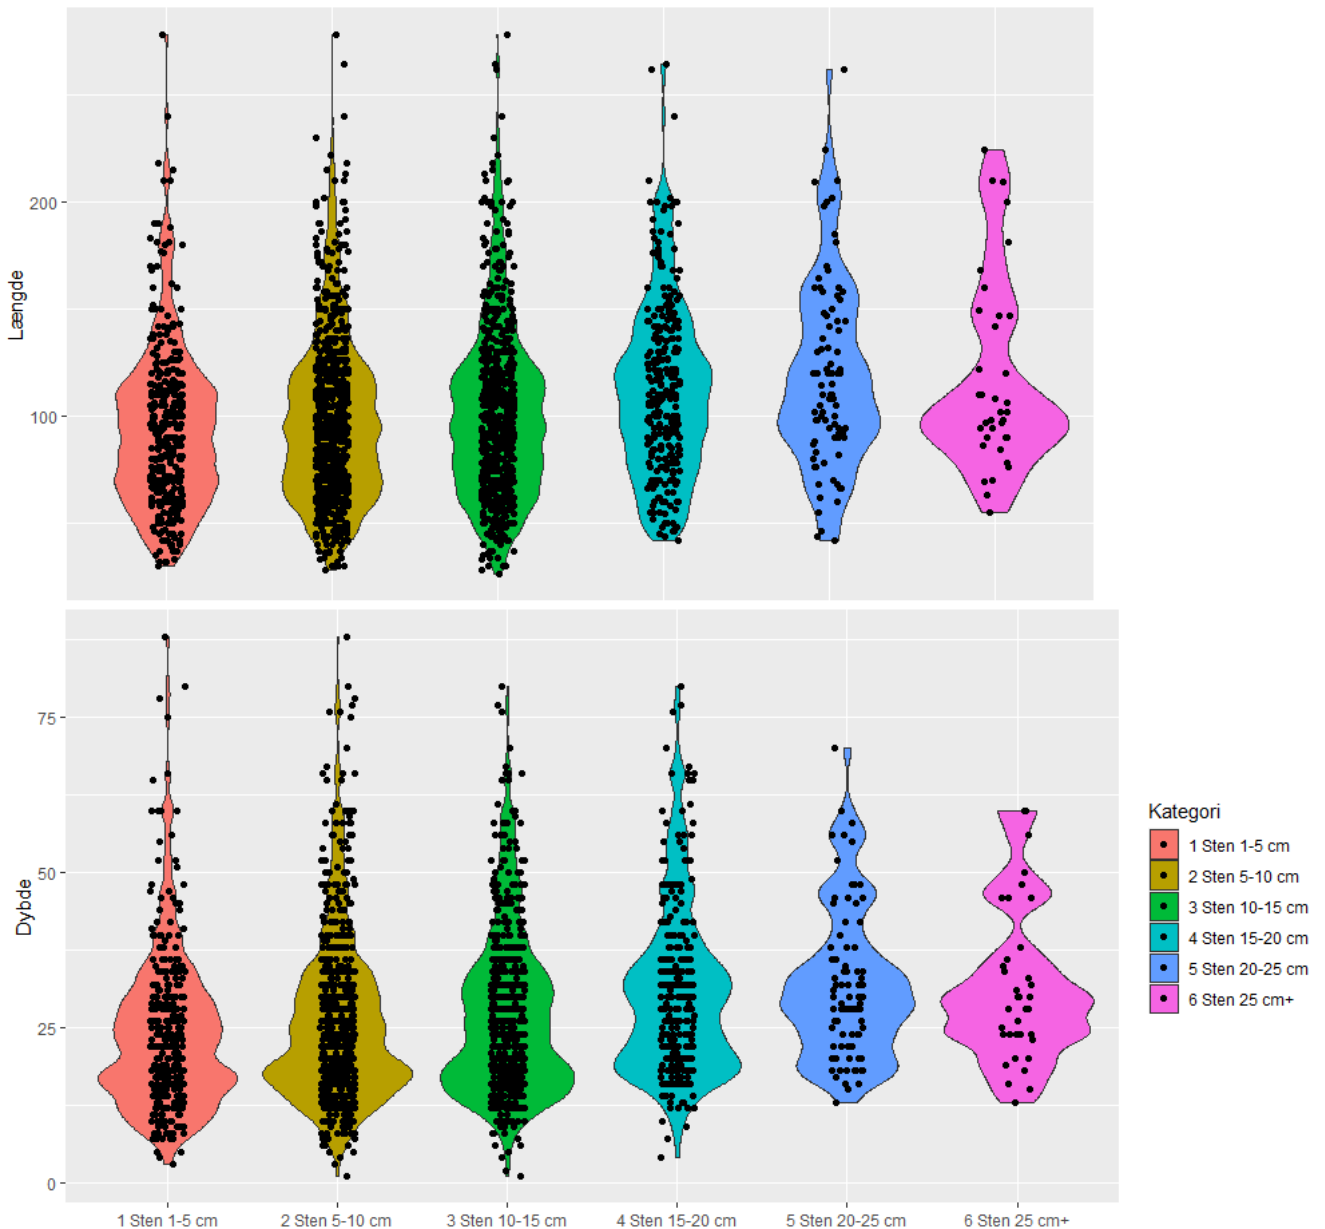 Længde
200
100
Dybde
75
50
25
0
1 Sten 1-5 cm
2 Sten 5-10 cm
3 Sten 10-15 cm
4 Sten 15-20 cm
5 Sten 20-25 cm
6 Sten 25 cm+
Kategori
1 Sten 1-5 cm
2 Sten 5-10 cm
3 Sten 10-15 cm
4 Sten 15-20 cm
5 Sten 20-25 cm
6 Sten 25 cm+